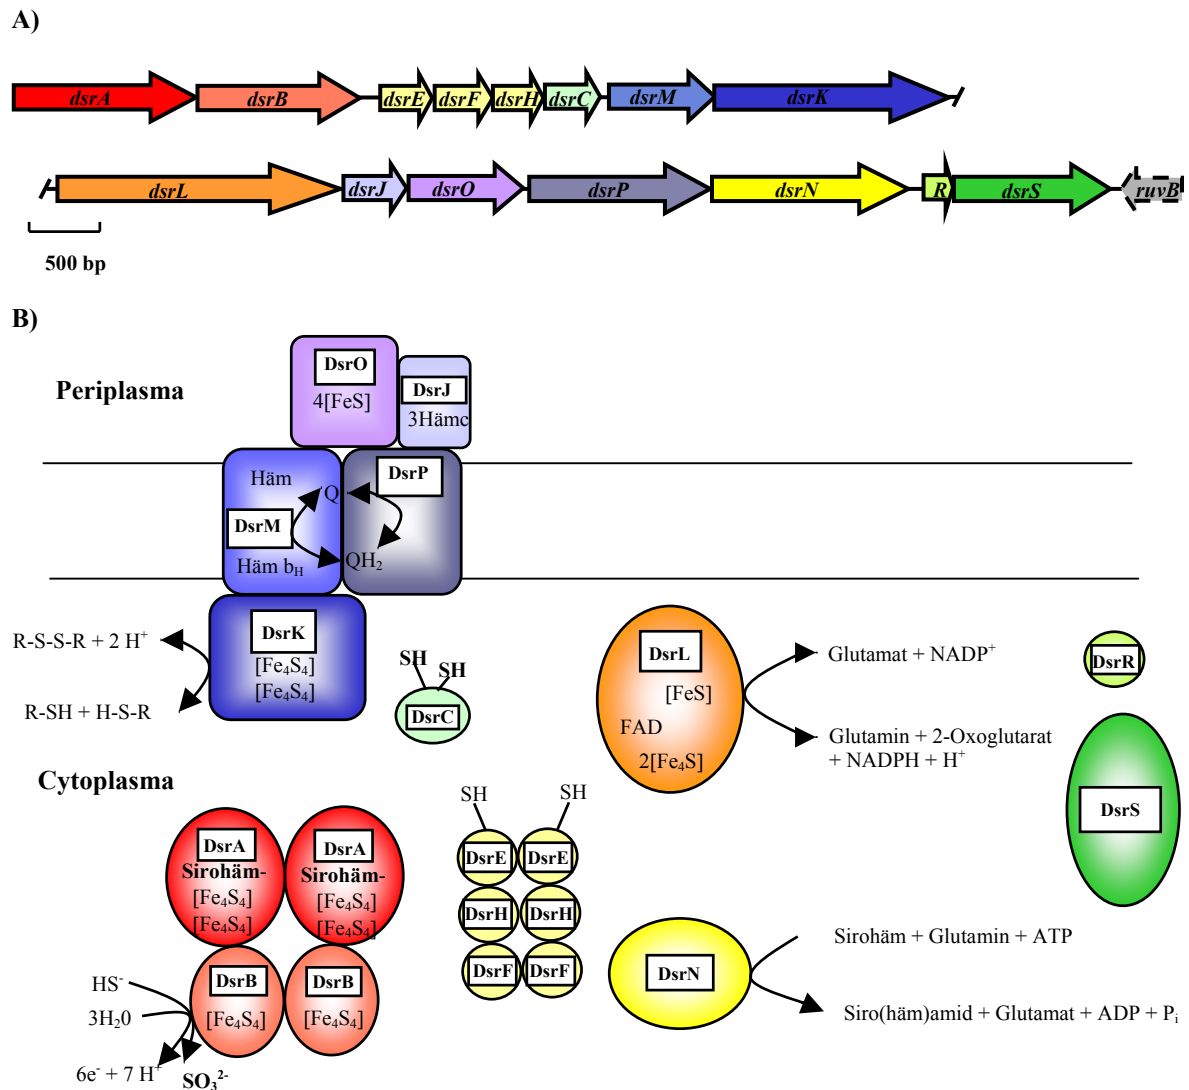 A)
dsrA dsrB dsrE dsrF dsrH dsrC dsrM dsrK
dsrL dsrJ dsrO dsrP dsrN R dsrS ruvB
500 bp
B)
Periplasma
DsrO
4[FeS]
DsrJ
3Hämc
Häm
Q
DsrP
DsrM
Häm b_H
QH₂
R-S-S-R + 2 H⁺
R-SH + H-S-R
DsrK
[Fe₄S₄]
[Fe₄S₄]
SH
SH
DsrC
DsrL
[FeS]
FAD
2[Fe₄S]
Glutamat + NADP⁺
Glutamin + 2-Oxoglutarat
+ NADPH + H⁺
DsrR
DsrS
Cytoplasma
DsrA
Sirohäm-
[Fe₄S₄]
[Fe₄S₄]
DsrA
Sirohäm-
[Fe₄S₄]
[Fe₄S₄]
DsrB
[Fe₄S₄]
DsrB
[Fe₄S₄]
HS⁻
3H₂0
6e⁻ + 7 H⁺
SO₃²⁻
SH SH
DsrE DsrE
DsrH DsrH
DsrF DsrF
DsrN
Sirohäm + Glutamin + ATP
Siro(häm)amid + Glutamat + ADP + Pᵢ